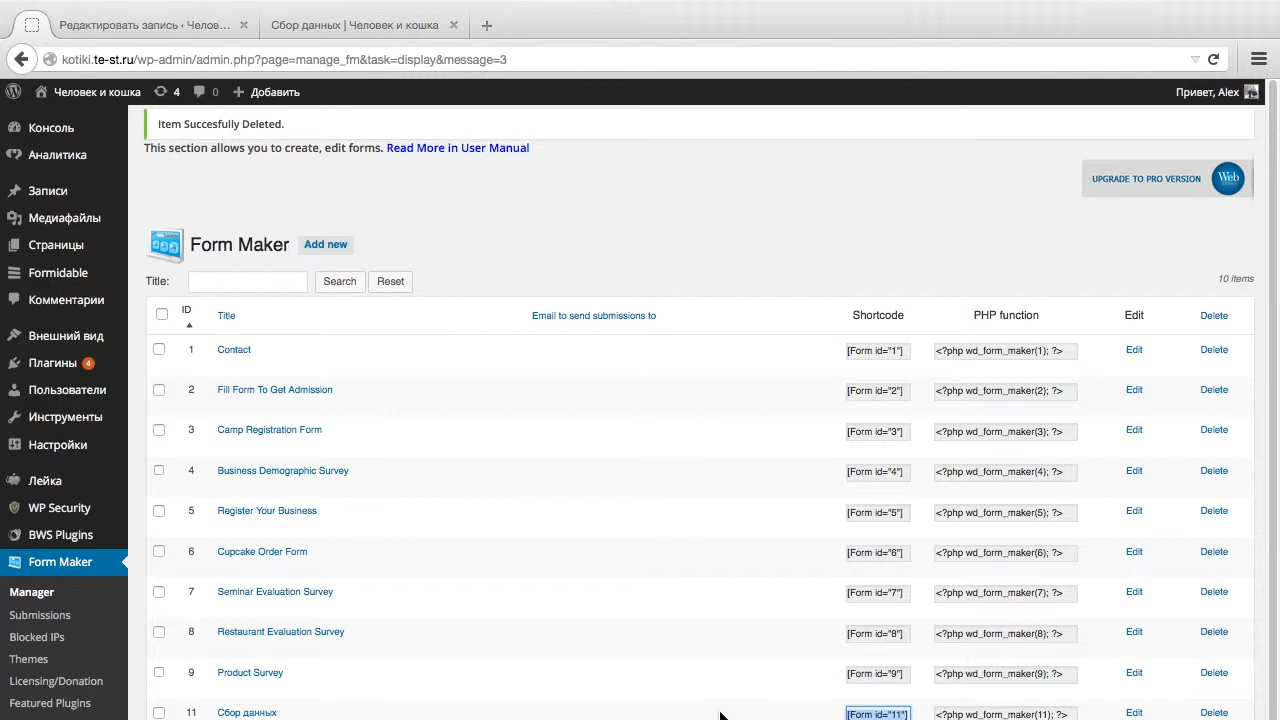 Редактировать запись ‹ Челов...
Сбор данных | Человек и кошка
kotiki.te-st.ru/wp-admin/admin.php?page=manage_fm&task=display&message=3
Человек и кошка 4 0 Добавить Привет, Alex
Консоль
Аналитика
Записи
Медиафайлы
Страницы
Formidable
Комментарии
Внешний вид
Плагины 4
Пользователи
Инструменты
Настройки
Лейка
WP Security
BWS Plugins
Form Maker
Manager
Submissions
Blocked IPs
Themes
Licensing/Donation
Featured Plugins
Item Succesfully Deleted.
This section allows you to create, edit forms. Read More in User Manual
UPGRADE TO PRO VERSION Web
Form Maker Add new
Title: Search Reset 10 items
ID Title Email to send submissions to Shortcode PHP function Edit Delete
1 Contact [Form id="1"] <?php wd_form_maker(1); ?> Edit Delete
2 Fill Form To Get Admission [Form id="2"] <?php wd_form_maker(2); ?> Edit Delete
3 Camp Registration Form [Form id="3"] <?php wd_form_maker(3); ?> Edit Delete
4 Business Demographic Survey [Form id="4"] <?php wd_form_maker(4); ?> Edit Delete
5 Register Your Business [Form id="5"] <?php wd_form_maker(5); ?> Edit Delete
6 Cupcake Order Form [Form id="6"] <?php wd_form_maker(6); ?> Edit Delete
7 Seminar Evaluation Survey [Form id="7"] <?php wd_form_maker(7); ?> Edit Delete
8 Restaurant Evaluation Survey [Form id="8"] <?php wd_form_maker(8); ?> Edit Delete
9 Product Survey [Form id="9"] <?php wd_form_maker(9); ?> Edit Delete
11 Сбор данных [Form id="11"] <?php wd_form_maker(11); ?> Edit Delete